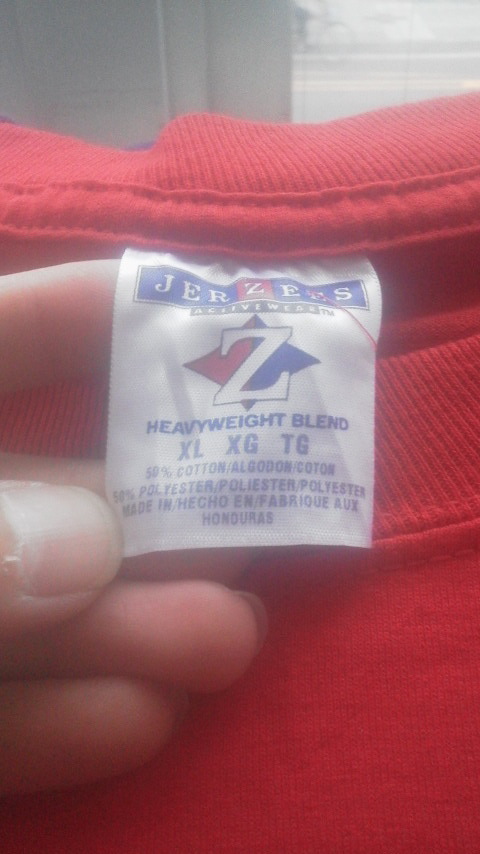 JERZEES
ACTIVEWEAR™
Z
HEAVYWEIGHT BLEND
XL XG TG
50% COTTON/ALGODON/COTON
50% POLYESTER/POLIESTER/POLYESTER
MADE IN/HECHO EN/FABRIQUE AUX
HONDURAS